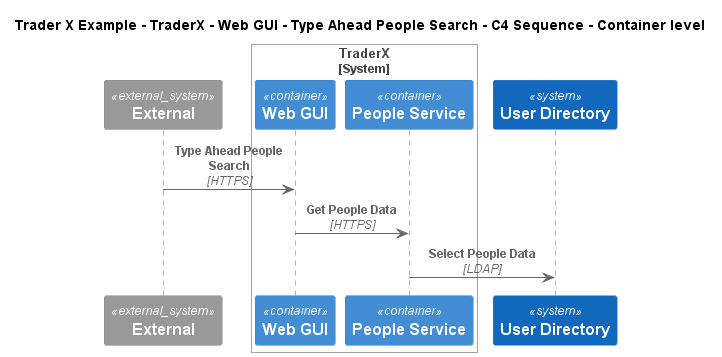 Trader X Example - TraderX - Web GUI - Type Ahead People Search - C4 Sequence - Container level
TraderX
[System]
«external_system»
External
«container»
Web GUI
«container»
People Service
«system»
User Directory
Type Ahead People
Search
[HTTPS]
Get People Data
[HTTPS]
Select People Data
[LDAP]
«external_system»
External
«container»
Web GUI
«container»
People Service
«system»
User Directory